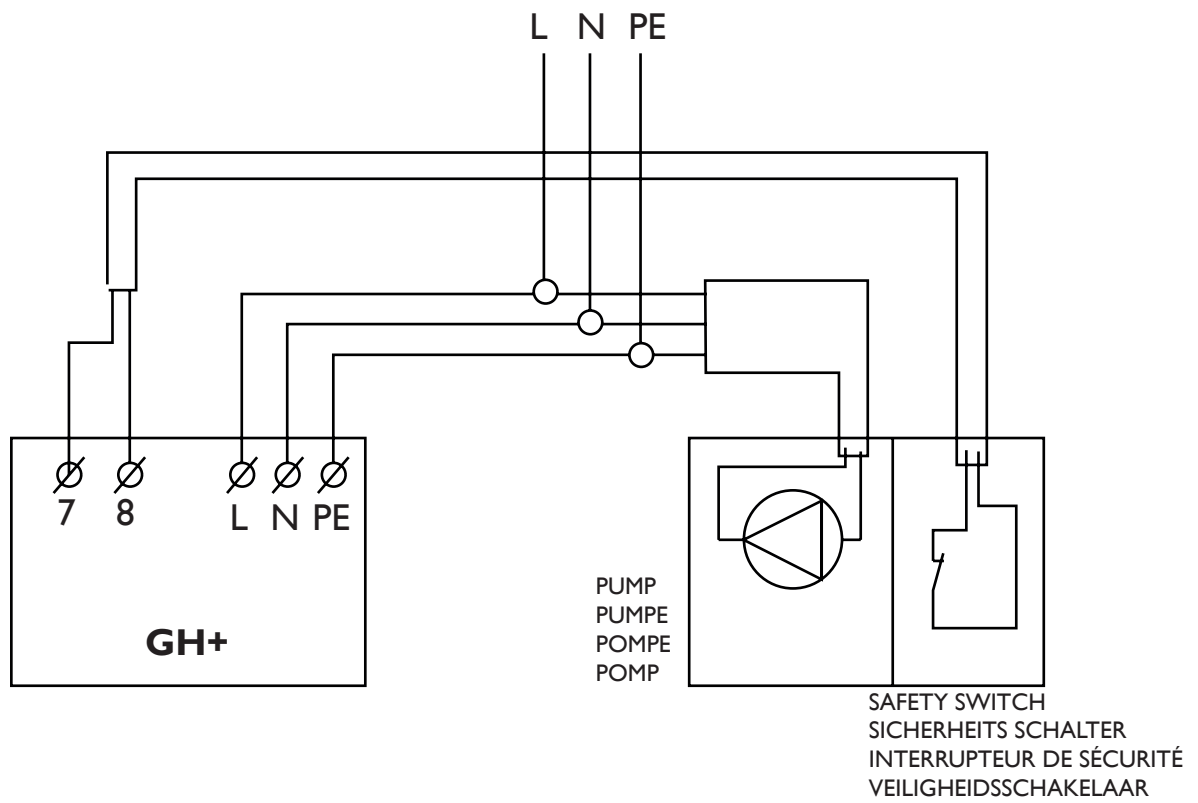 L N PE
7 8 L N PE
GH+
PUMP
PUMPE
POMPE
POMP
SAFETY SWITCH
SICHERHEITS SCHALTER
INTERRUPTEUR DE SÉCURITÉ
VEILIGHEIDSSCHAKELAAR